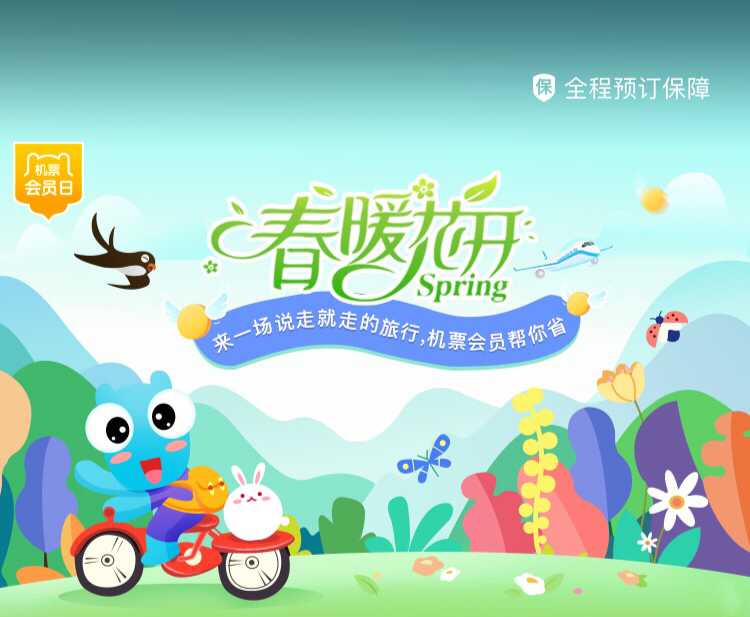 保 全程预订保障
机票
会员日
春暖花开
Spring
来一场说走就走的旅行,机票会员帮你省